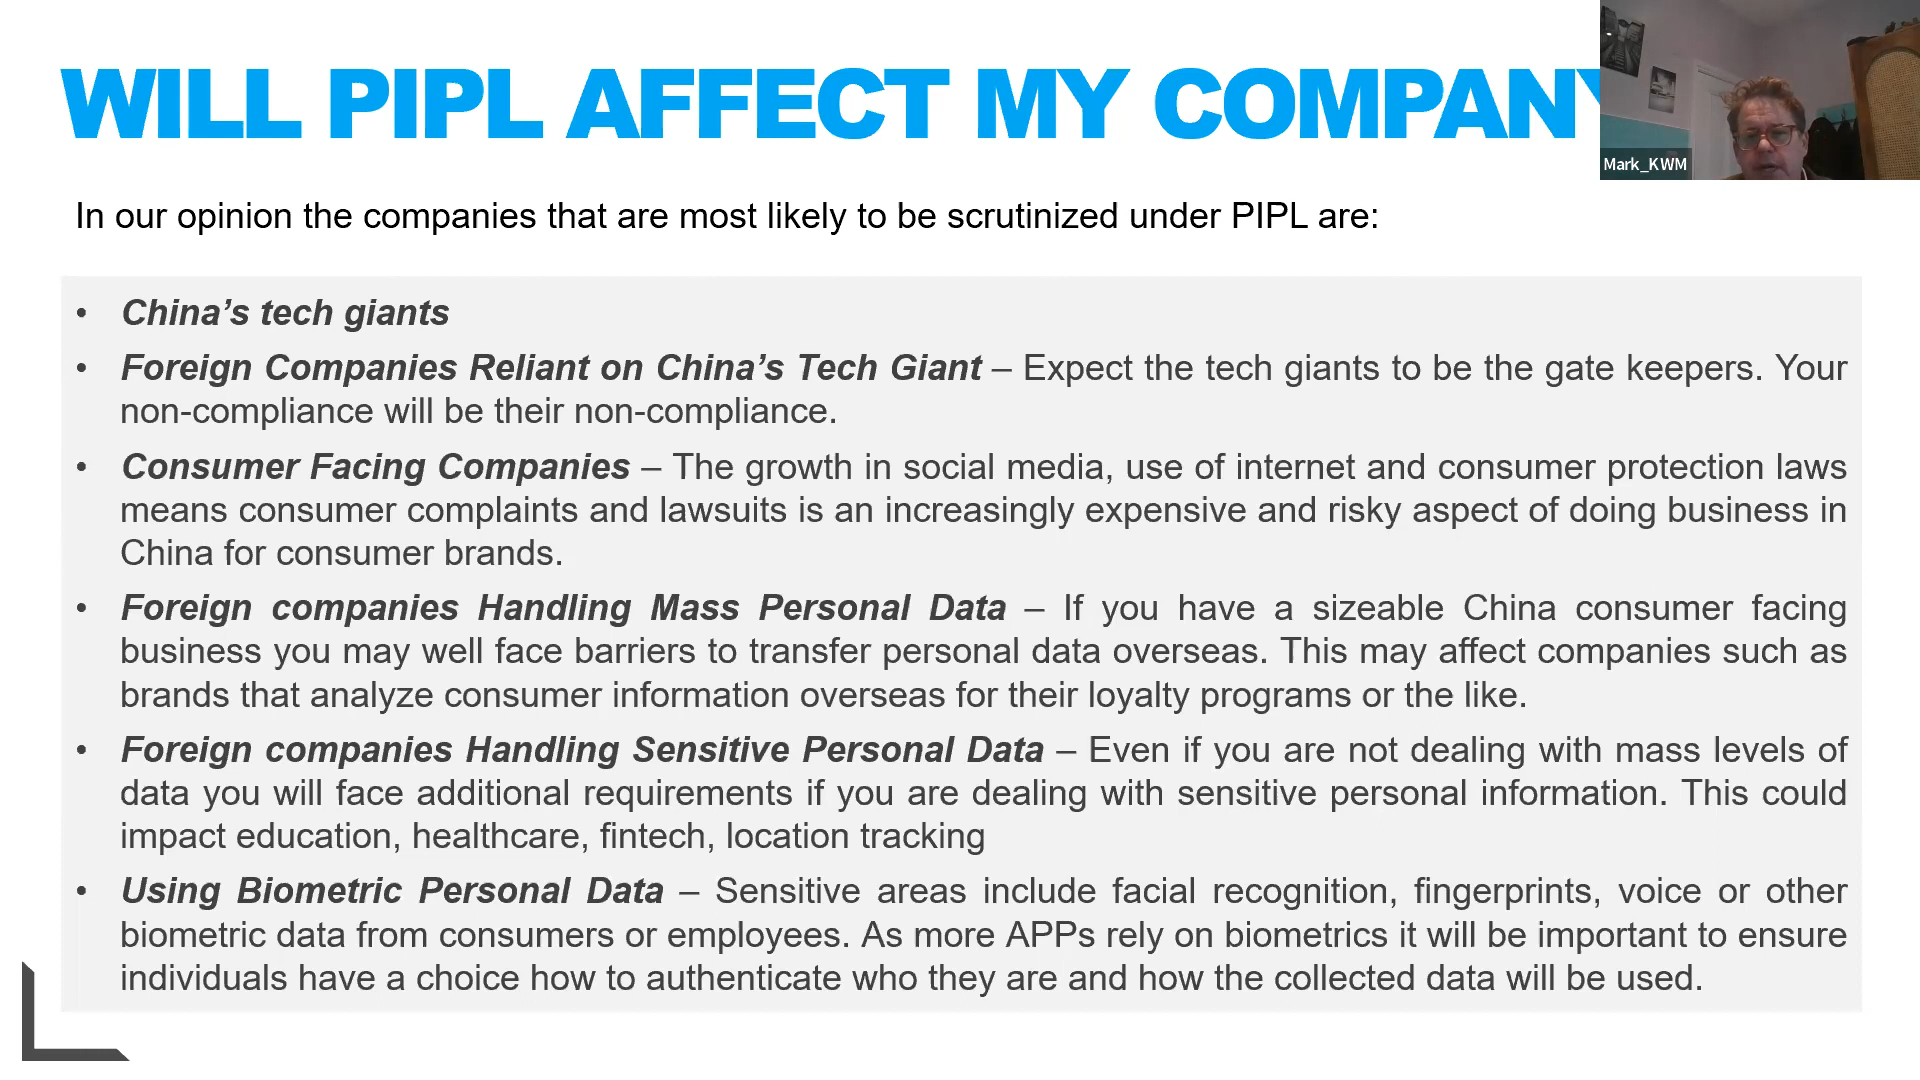 WILL PIPL AFFECT MY COMPANY
Mark_KWM
In our opinion the companies that are most likely to be scrutinized under PIPL are:
• China’s tech giants
• Foreign Companies Reliant on China’s Tech Giant – Expect the tech giants to be the gate keepers. Your
non-compliance will be their non-compliance.
• Consumer Facing Companies – The growth in social media, use of internet and consumer protection laws
means consumer complaints and lawsuits is an increasingly expensive and risky aspect of doing business in
China for consumer brands.
• Foreign companies Handling Mass Personal Data – If you have a sizeable China consumer facing
business you may well face barriers to transfer personal data overseas. This may affect companies such as
brands that analyze consumer information overseas for their loyalty programs or the like.
• Foreign companies Handling Sensitive Personal Data – Even if you are not dealing with mass levels of
data you will face additional requirements if you are dealing with sensitive personal information. This could
impact education, healthcare, fintech, location tracking
• Using Biometric Personal Data – Sensitive areas include facial recognition, fingerprints, voice or other
biometric data from consumers or employees. As more APPs rely on biometrics it will be important to ensure
individuals have a choice how to authenticate who they are and how the collected data will be used.